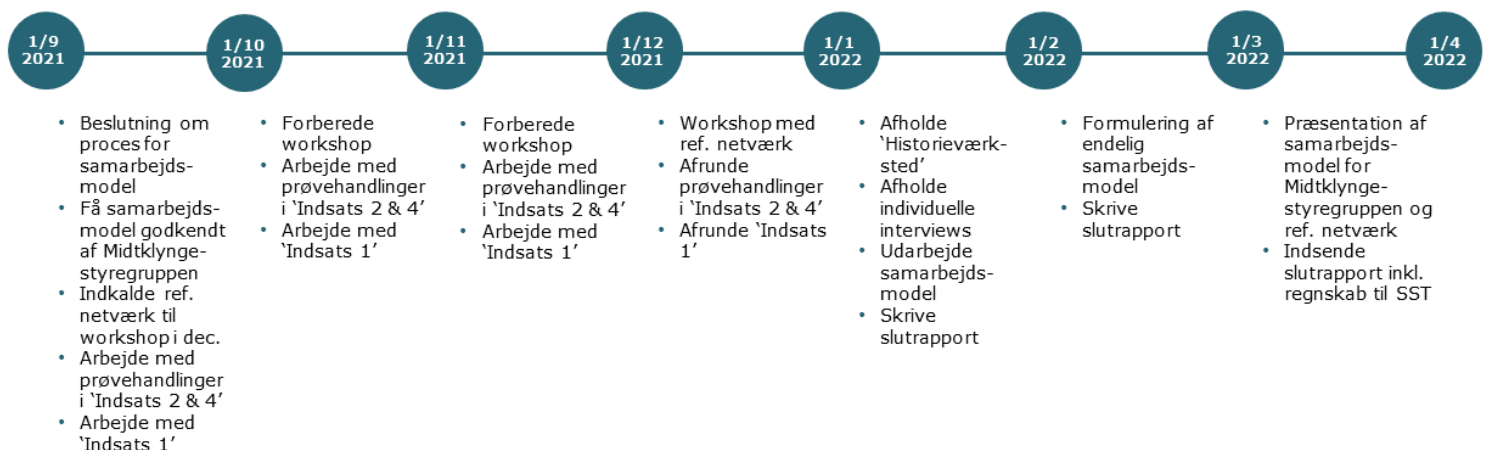 1/9
2021
1/10
2021
1/11
2021
1/12
2021
1/1
2022
1/2
2022
1/3
2022
1/4
2022
• Beslutning om
proces for
samarbejds-
model
• Få samarbejds-
model godkendt
af Midtklynge-
styregruppen
• Indkalde ref.
netværk til
workshop i dec.
• Arbejde med
prøvehandlinger
i ‘Indsats 2 & 4’
• Arbejde med
‘Indsats 1’
• Forberede
workshop
• Arbejde med
prøvehandlinger
i ‘Indsats 2 & 4’
• Arbejde med
‘Indsats 1’
• Forberede
workshop
• Arbejde med
prøvehandlinger
i ‘Indsats 2 & 4’
• Arbejde med
‘Indsats 1’
• Workshop med
ref. netværk
• Afrunde
prøvehandlinger
i ‘Indsats 2 & 4’
• Afrunde ‘Indsats
1’
• Afholde
‘Historieværk-
sted’
• Afholde
individuelle
interviews
• Udarbejde
samarbejds-
model
• Skrive
slutrapport
• Formulering af
endelig
samarbejds-
model
• Skrive
slutrapport
• Præsentation af
samarbejds-
model for
Midtklynge-
styregruppen og
ref. netværk
• Indsende
slutrapport inkl.
regnskab til SST